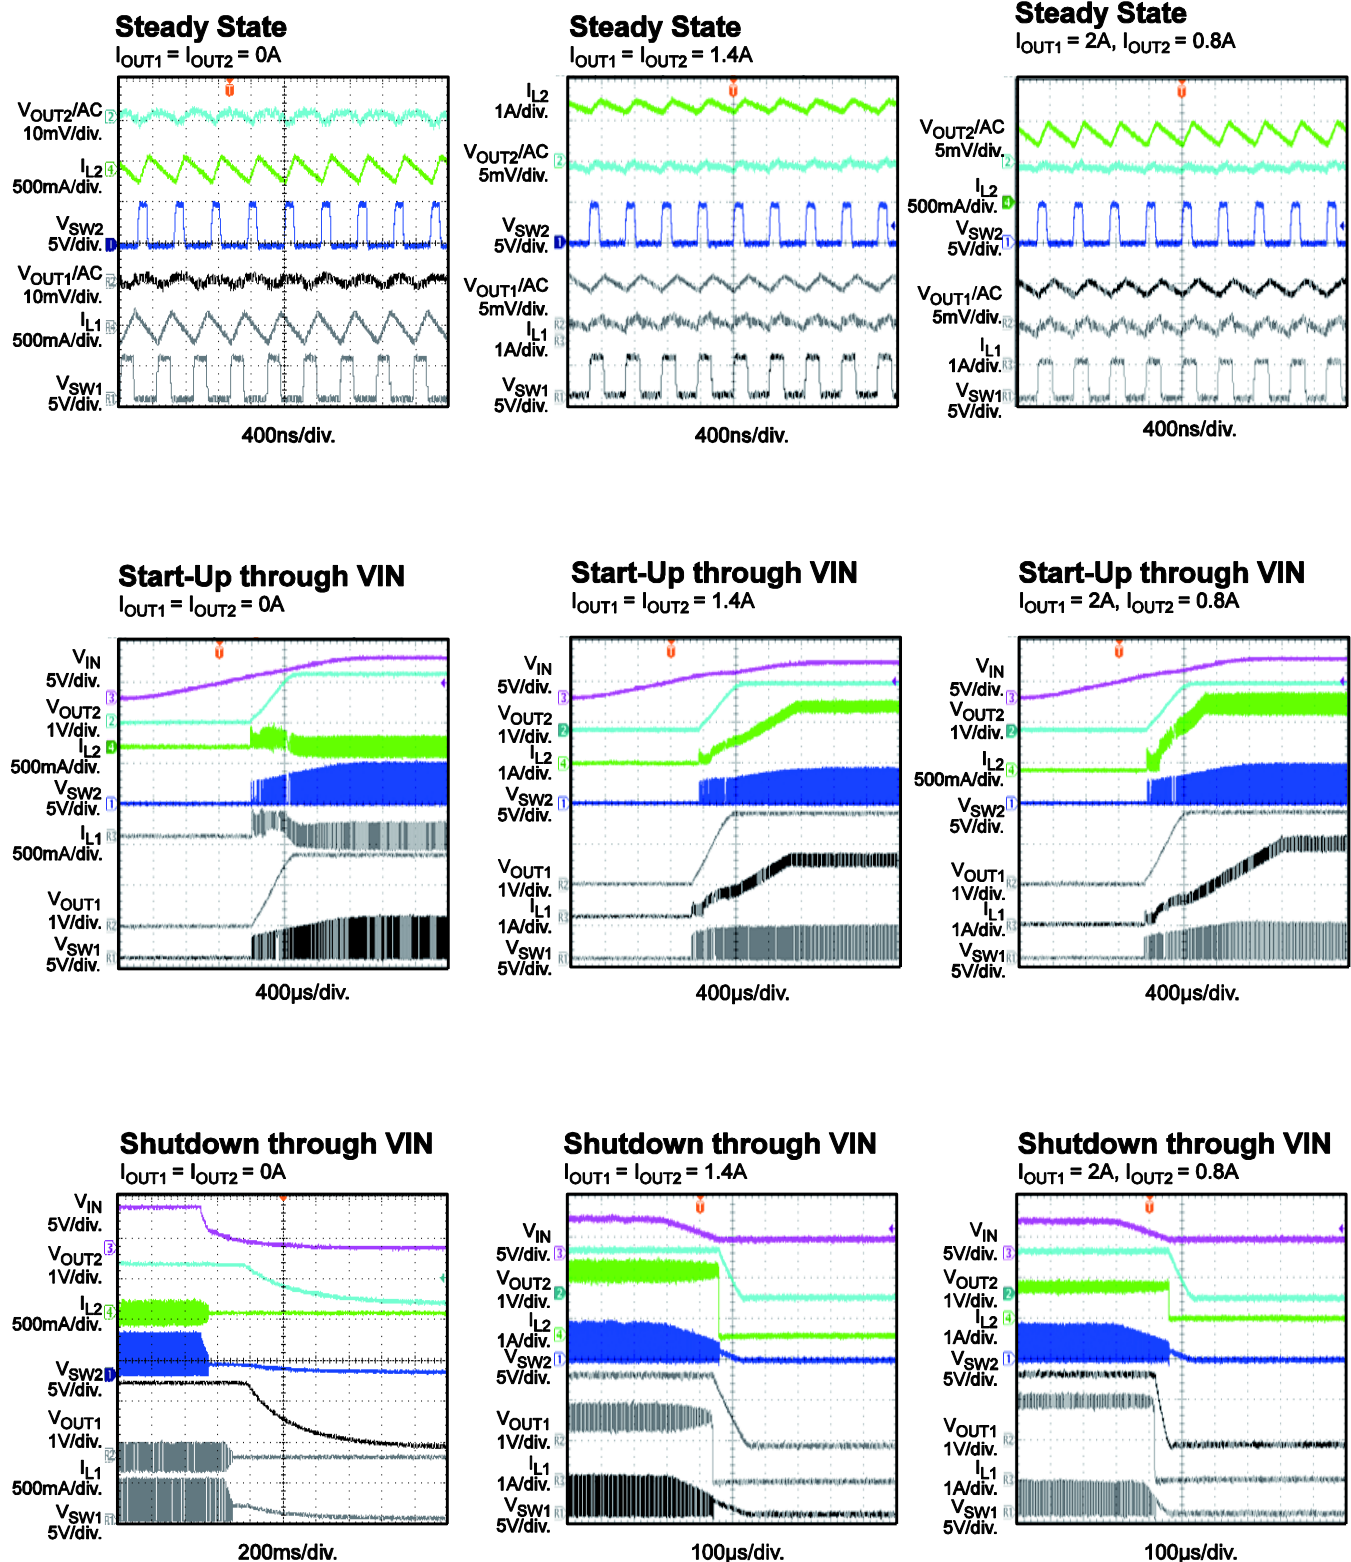 Steady State
IOUT1 = IOUT2 = 0A
VOUT2/AC
10mV/div.
IL2
500mA/div.
VSW2
5V/div.
VOUT1/AC
10mV/div.
IL1
500mA/div.
VSW1
5V/div.
400ns/div.
Steady State
IOUT1 = IOUT2 = 1.4A
IL2
1A/div.
VOUT2/AC
5mV/div.
VSW2
5V/div.
VOUT1/AC
5mV/div.
IL1
1A/div.
VSW1
5V/div.
400ns/div.
Steady State
IOUT1 = 2A, IOUT2 = 0.8A
VOUT2/AC
5mV/div.
IL2
500mA/div.
VSW2
5V/div.
VOUT1/AC
5mV/div.
IL1
1A/div.
VSW1
5V/div.
400ns/div.
Start-Up through VIN
IOUT1 = IOUT2 = 0A
VIN
5V/div.
VOUT2
1V/div.
IL2
500mA/div.
VSW2
5V/div.
IL1
500mA/div.
VOUT1
1V/div.
VSW1
5V/div.
400µs/div.
Start-Up through VIN
IOUT1 = IOUT2 = 1.4A
VIN
5V/div.
VOUT2
1V/div.
IL2
1A/div.
VSW2
5V/div.
VOUT1
1V/div.
IL1
1A/div.
VSW1
5V/div.
400µs/div.
Start-Up through VIN
IOUT1 = 2A, IOUT2 = 0.8A
VIN
5V/div.
VOUT2
1V/div.
IL2
500mA/div.
VSW2
5V/div.
VOUT1
1V/div.
IL1
1A/div.
VSW1
5V/div.
400µs/div.
Shutdown through VIN
IOUT1 = IOUT2 = 0A
VIN
5V/div.
VOUT2
1V/div.
IL2
500mA/div.
VSW2
5V/div.
VOUT1
1V/div.
IL1
500mA/div.
VSW1
5V/div.
200ms/div.
Shutdown through VIN
IOUT1 = IOUT2 = 1.4A
VIN
5V/div.
VOUT2
1V/div.
IL2
1A/div.
VSW2
5V/div.
VOUT1
1V/div.
IL1
1A/div.
VSW1
5V/div.
100µs/div.
Shutdown through VIN
IOUT1 = 2A, IOUT2 = 0.8A
VIN
5V/div.
VOUT2
1V/div.
IL2
1A/div.
VSW2
5V/div.
VOUT1
1V/div.
IL1
1A/div.
VSW1
5V/div.
100µs/div.